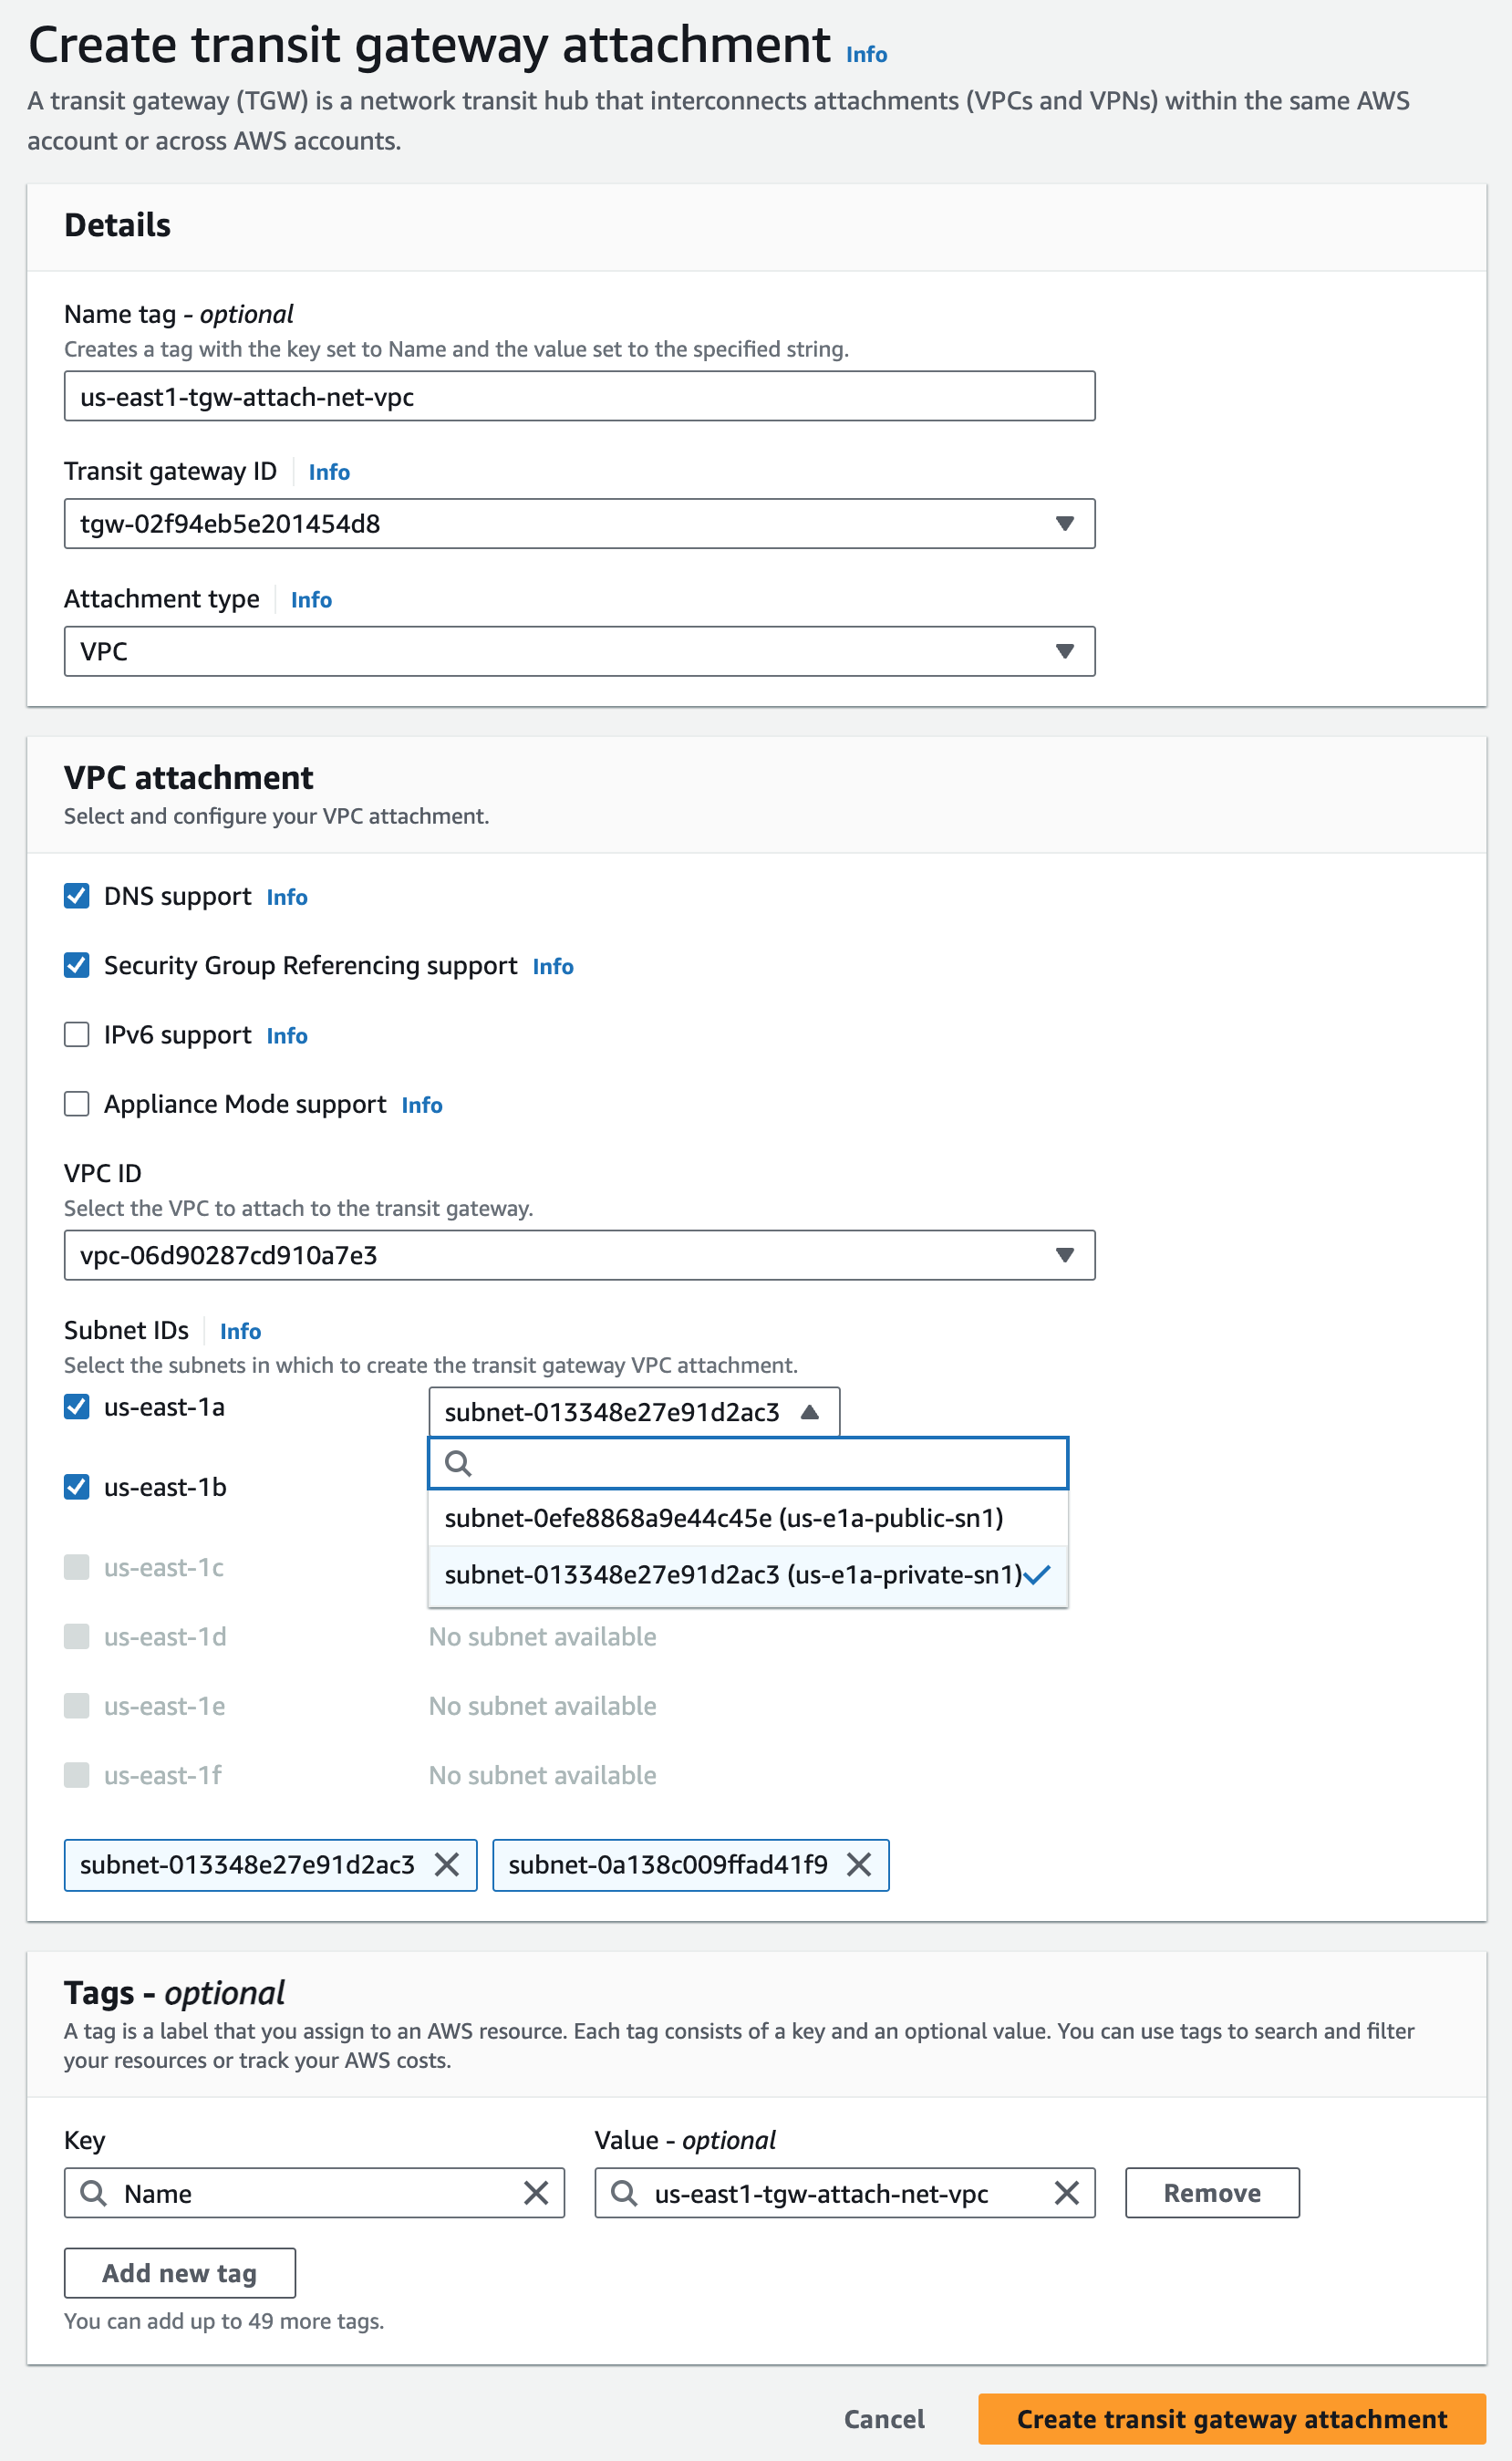 Create transit gateway attachment Info
A transit gateway (TGW) is a network transit hub that interconnects attachments (VPCs and VPNs) within the same AWS
account or across AWS accounts.
Details
Name tag - optional
Creates a tag with the key set to Name and the value set to the specified string.
us-east1-tgw-attach-net-vpc
Transit gateway ID Info
tgw-02f94eb5e201454d8
Attachment type Info
VPC
VPC attachment
Select and configure your VPC attachment.
DNS support Info
Security Group Referencing support Info
IPv6 support Info
Appliance Mode support Info
VPC ID
Select the VPC to attach to the transit gateway.
vpc-06d90287cd910a7e3
Subnet IDs Info
Select the subnets in which to create the transit gateway VPC attachment.
us-east-1a subnet-013348e27e91d2ac3
us-east-1b
subnet-0efe8868a9e44c45e (us-e1a-public-sn1)
us-east-1c subnet-013348e27e91d2ac3 (us-e1a-private-sn1)
us-east-1d No subnet available
us-east-1e No subnet available
us-east-1f No subnet available
subnet-013348e27e91d2ac3 subnet-0a138c009ffad41f9
Tags - optional
A tag is a label that you assign to an AWS resource. Each tag consists of a key and an optional value. You can use tags to search and filter
your resources or track your AWS costs.
Key Value - optional
Name us-east1-tgw-attach-net-vpc Remove
Add new tag
You can add up to 49 more tags.
Cancel Create transit gateway attachment